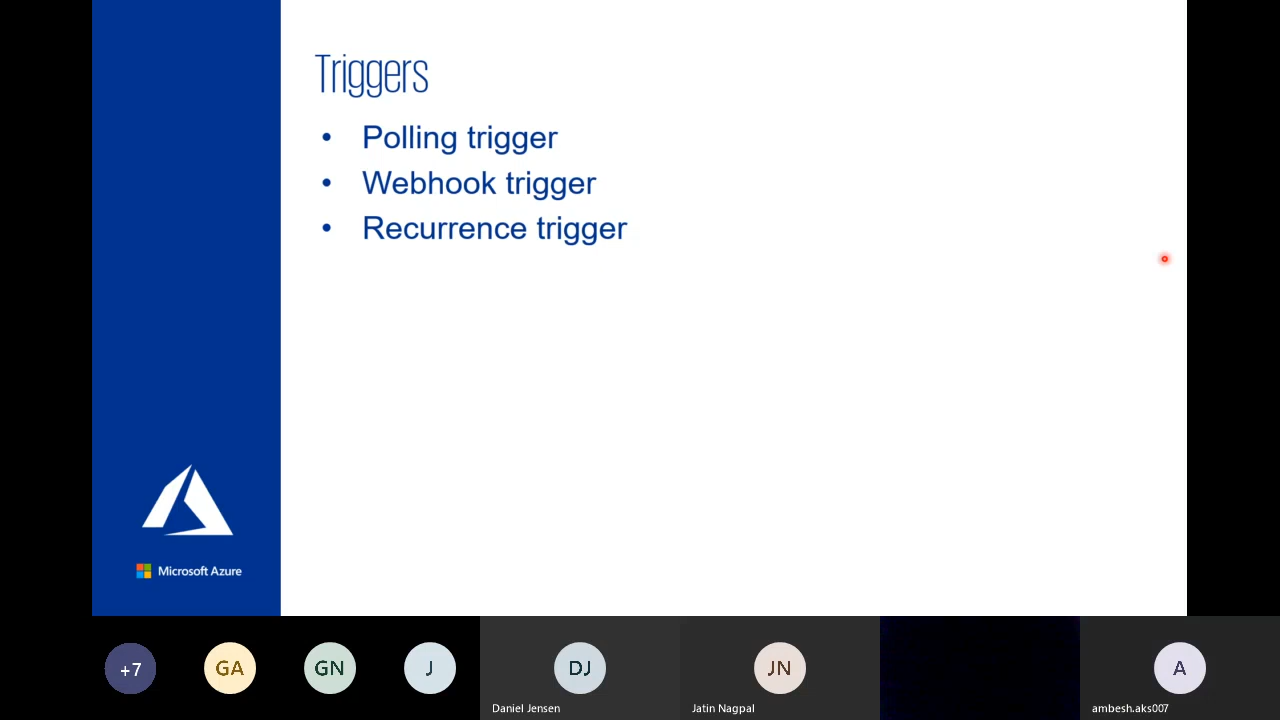 Triggers
• Polling trigger
• Webhook trigger
• Recurrence trigger
Microsoft Azure
+7
GA
GN
J
DJ
JN
A
Daniel Jensen
Jatin Nagpal
ambesh.aks007